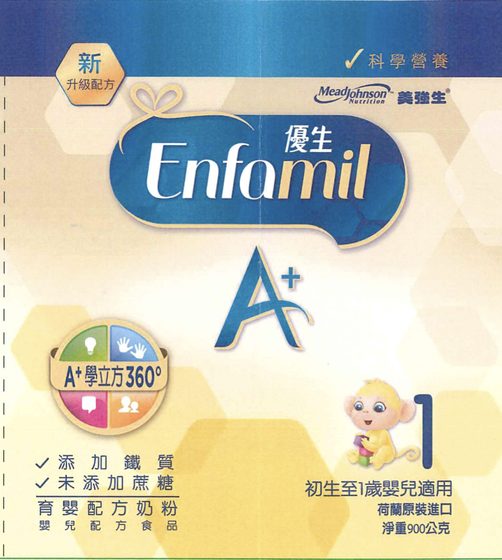 新
升級配方
✓科學營養
MeadJohnson™
Nutrition
美強生®
優生
Enfamil
A+
A+學立方360°
1
✓添加鐵質
✓未添加蔗糖
育嬰配方奶粉
嬰兒配方食品
初生至1歲嬰兒適用
荷蘭原裝進口
淨重900公克